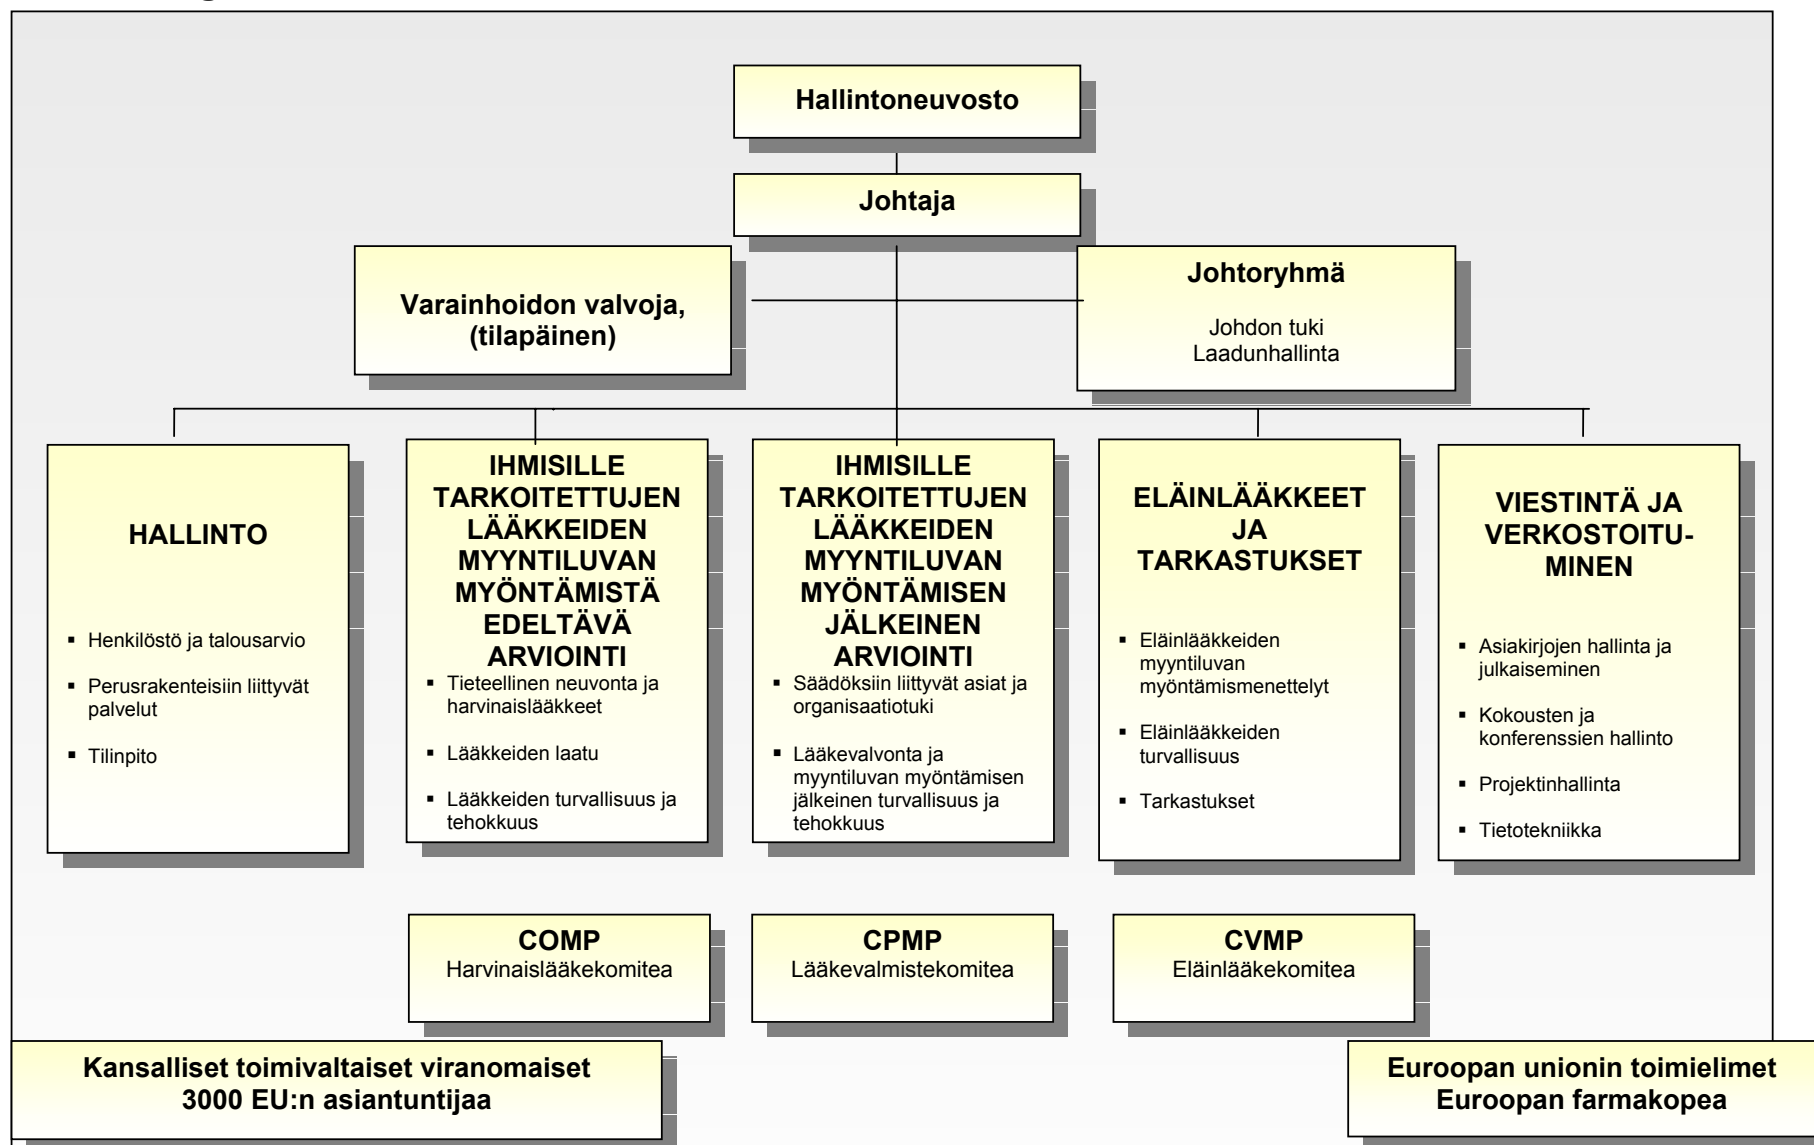 Hallintoneuvosto
Johtaja
Varainhoidon valvoja,
(tilapäinen)
Johtoryhmä
Johdon tuki
Laadunhallinta
HALLINTO
▪ Henkilöstö ja talousarvio
▪ Perusrakenteisiin liittyvät
palvelut
▪ Tilinpito
IHMISILLE
TARKOITETTUJEN
LÄÄKKEIDEN
MYYNTILUVAN
MYÖNTÄMISTÄ
EDELTÄVÄ
ARVIOINTI
▪ Tieteellinen neuvonta ja
harvinaislääkkeet
▪ Lääkkeiden laatu
▪ Lääkkeiden turvallisuus ja
tehokkuus
IHMISILLE
TARKOITETTUJEN
LÄÄKKEIDEN
MYYNTILUVAN
MYÖNTÄMISEN
JÄLKEINEN
ARVIOINTI
▪ Säädöksiin liittyvät asiat ja
organisaatiotuki
▪ Lääkevalvonta ja
myyntiluvan myöntämisen
jälkeinen turvallisuus ja
tehokkuus
ELÄINLÄÄKKEET
JA
TARKASTUKSET
▪ Eläinlääkkeiden
myyntiluvan
myöntämismenettelyt
▪ Eläinlääkkeiden
turvallisuus
▪ Tarkastukset
VIESTINTÄ JA
VERKOSTOITU-
MINEN
▪ Asiakirjojen hallinta ja
julkaiseminen
▪ Kokousten ja
konferenssien hallinto
▪ Projektinhallinta
▪ Tietotekniikka
COMP
Harvinaislääkekomitea
CPMP
Lääkevalmistekomitea
CVMP
Eläinlääkekomitea
Kansalliset toimivaltaiset viranomaiset
3000 EU:n asiantuntijaa
Euroopan unionin toimielimet
Euroopan farmakopea